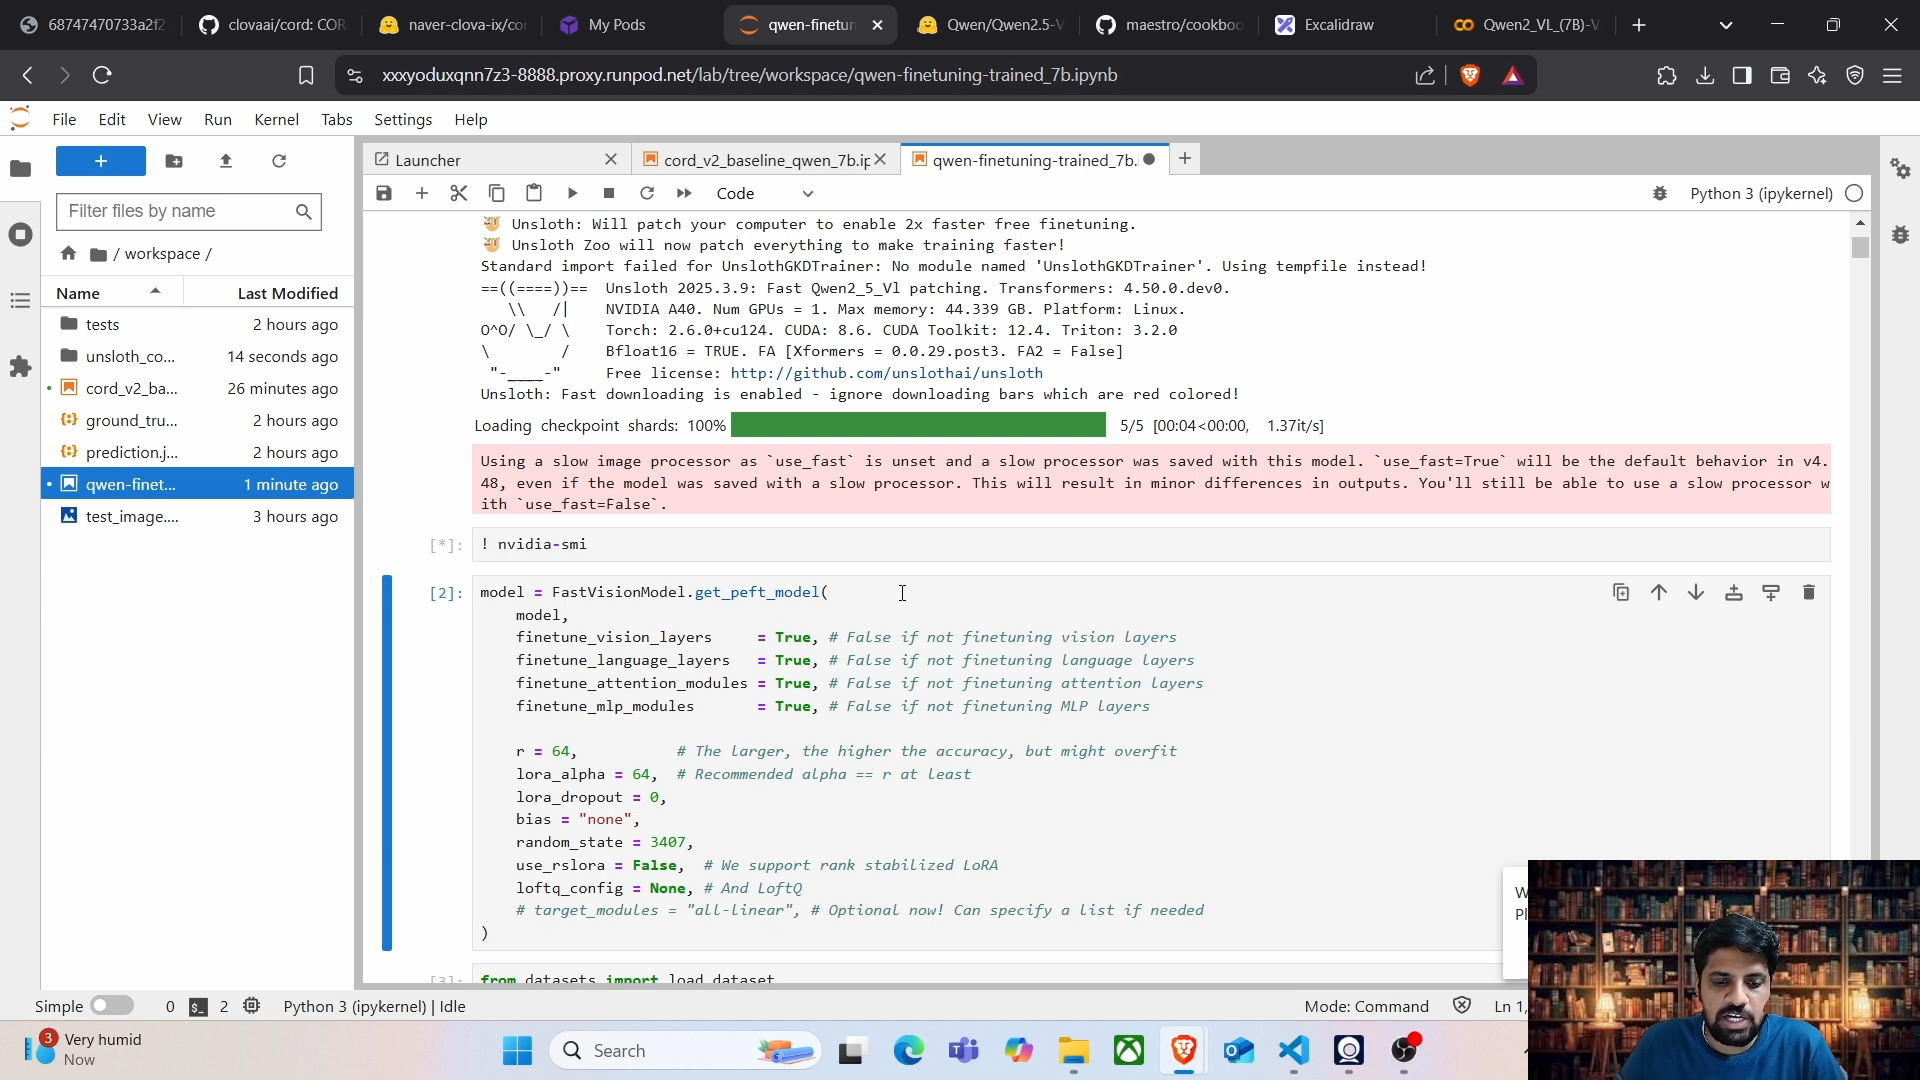 68747470733a2f2
clovaai/cord: COR
naver-clova-ix/cor
My Pods
qwen-finetun
Qwen/Qwen2.5-V
maestro/cookboo
Excalidraw
Qwen2_VL_(7B)-V
xxxyoduxqnn7z3-8888.proxy.runpod.net/lab/tree/workspace/qwen-finetuning-trained_7b.ipynb
File Edit View Run Kernel Tabs Settings Help
Launcher
cord_v2_baseline_qwen_7b.ip
qwen-finetuning-trained_7b.
Filter files by name
Code
Python 3 (ipykernel)
/ workspace /
Name Last Modified
tests 2 hours ago
unsloth_co... 14 seconds ago
cord_v2_ba... 26 minutes ago
ground_tru... 2 hours ago
prediction.j... 2 hours ago
qwen-finet... 1 minute ago
test_image.... 3 hours ago
🦥 Unsloth: Will patch your computer to enable 2x faster free finetuning.
🦥 Unsloth Zoo will now patch everything to make training faster!
Standard import failed for UnslothGKDTrainer: No module named 'UnslothGKDTrainer'. Using tempfile instead!
==((====))== Unsloth 2025.3.9: Fast Qwen2_5_Vl patching. Transformers: 4.50.0.dev0.
\\ /| NVIDIA A40. Num GPUs = 1. Max memory: 44.339 GB. Platform: Linux.
O^O/ \_/ \ Torch: 2.6.0+cu124. CUDA: 8.6. CUDA Toolkit: 12.4. Triton: 3.2.0
\ / Bfloat16 = TRUE. FA [Xformers = 0.0.29.post3. FA2 = False]
"-____-" Free license: http://github.com/unslothai/unsloth
Unsloth: Fast downloading is enabled - ignore downloading bars which are red colored!
Loading checkpoint shards: 100% 5/5 [00:04<00:00, 1.37it/s]
Using a slow image processor as `use_fast` is unset and a slow processor was saved with this model. `use_fast=True` will be the default behavior in v4.
48, even if the model was saved with a slow processor. This will result in minor differences in outputs. You'll still be able to use a slow processor w
ith `use_fast=False`.
[*]: ! nvidia-smi
[2]: model = FastVisionModel.get_peft_model(
model,
finetune_vision_layers = True, # False if not finetuning vision layers
finetune_language_layers = True, # False if not finetuning language layers
finetune_attention_modules = True, # False if not finetuning attention layers
finetune_mlp_modules = True, # False if not finetuning MLP layers
r = 64, # The larger, the higher the accuracy, but might overfit
lora_alpha = 64, # Recommended alpha == r at least
lora_dropout = 0,
bias = "none",
random_state = 3407,
use_rslora = False, # We support rank stabilized LoRA
loftq_config = None, # And LoftQ
# target_modules = "all-linear", # Optional now! Can specify a list if needed
)
[3]: from datasets import load_dataset
W
Pl
Simple 0 2 Python 3 (ipykernel) | Idle
Mode: Command Ln 1,
3
Very humid
Now
Search